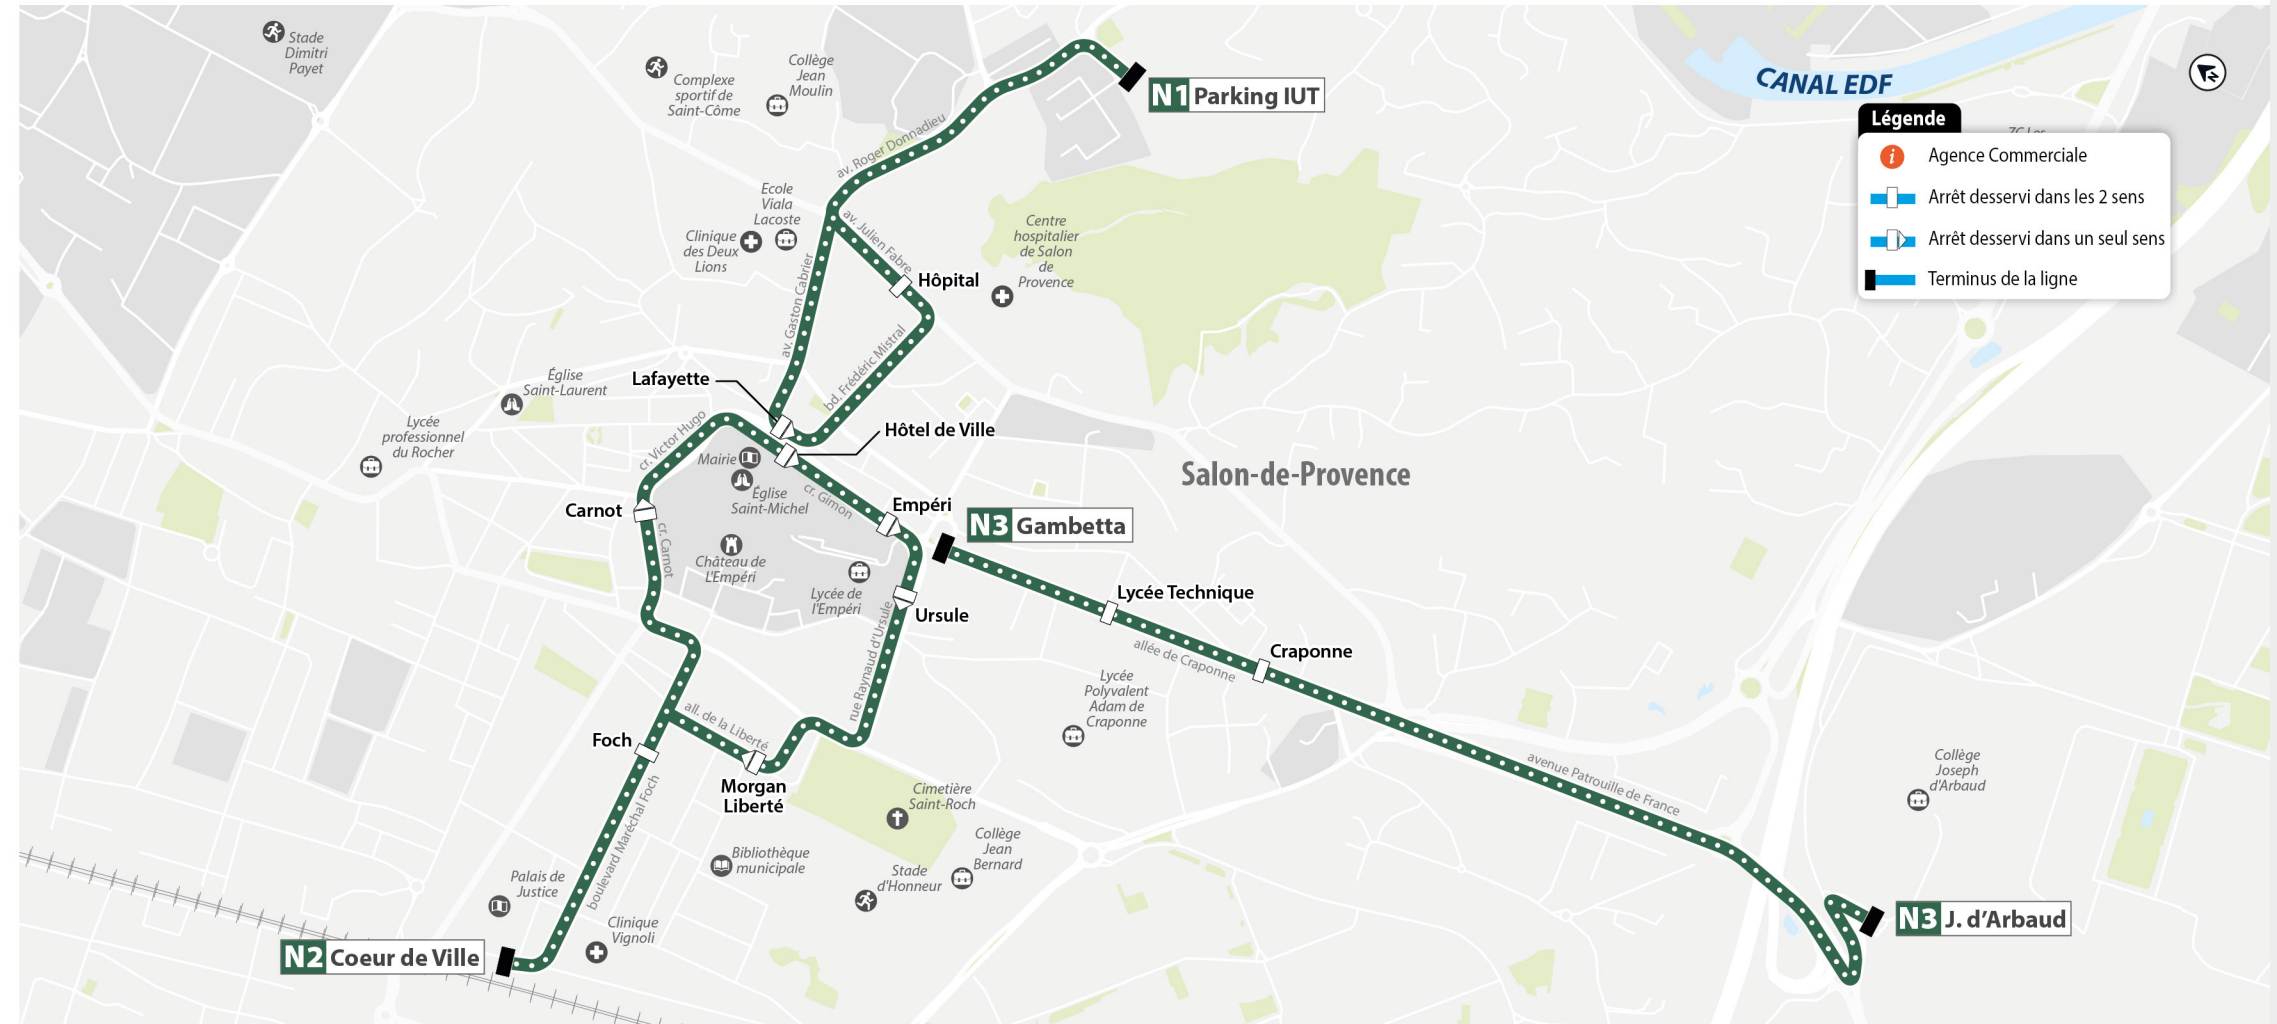 Stade
Dimitri
Payet
Complexe
sportif de
Saint-Côme
Collège
Jean
Moulin
N1 Parking IUT
CANAL EDF
Légende
Agence Commerciale
Arrêt desservi dans les 2 sens
Arrêt desservi dans un seul sens
Terminus de la ligne
av. Roger Donnadieu
Ecole
Viala
Lacoste
Clinique
des Deux
Lions
av. Julien Fabre
Centre
hospitalier
de Salon
de
Provence
Hôpital
av. Gaston Cabrier
bd. Frédéric Mistral
Lafayette
Église
Saint-Laurent
Lycée
professionnel
du Rocher
cr. Victor Hugo
Hôtel de Ville
Mairie
Église
Saint-Michel
cr. Gimon
Salon-de-Provence
Carnot
cr. Carnot
Empéri
N3 Gambetta
Château de
L'Empéri
Lycée de
l'Empéri
Ursule
rue Raynaud d'Ursule
Lycée Technique
allée de Craponne
Craponne
Lycée
Polyvalent
Adam de
Craponne
all. de la Liberté
Foch
Morgan
Liberté
boulevard Maréchal Foch
avenue Patrouille de France
Collège
Joseph
d'Arbaud
Cimetière
Saint-Roch
Collège
Jean
Bernard
Bibliothèque
municipale
Stade
d'Honneur
Palais de
Justice
Clinique
Vignoli
N2 Coeur de Ville
N3 J. d'Arbaud